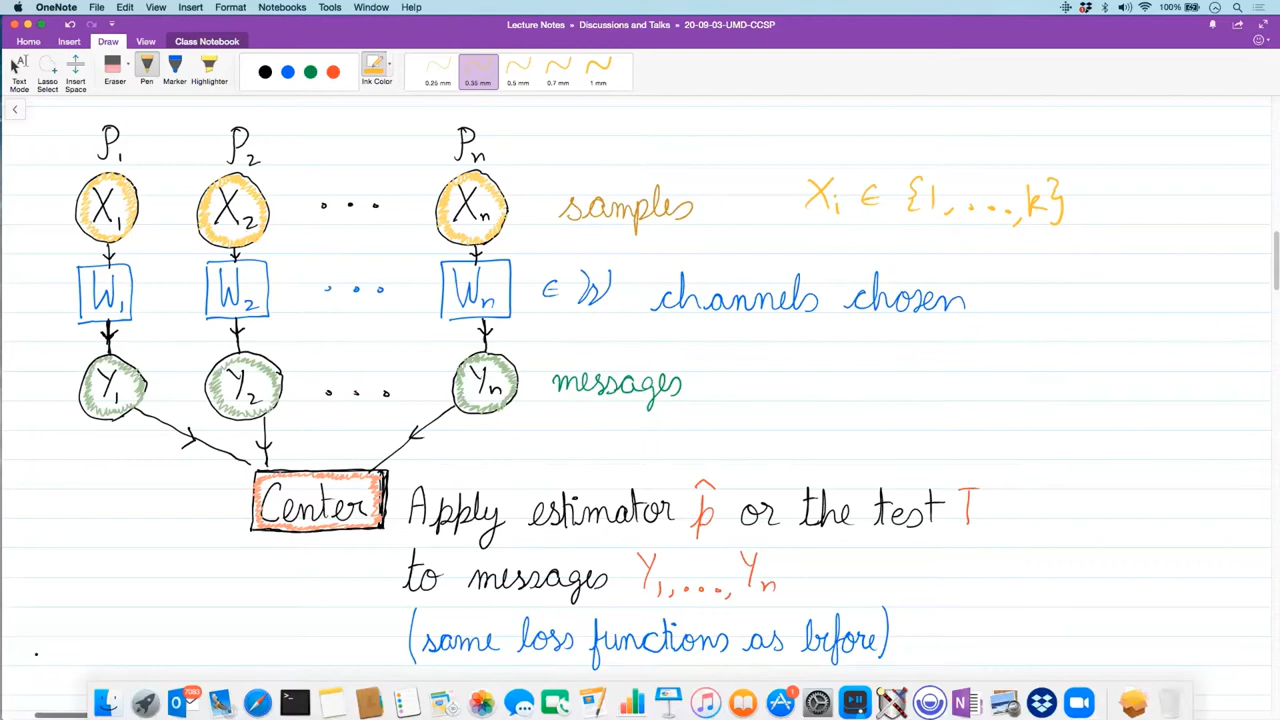 OneNote File Edit View Insert Format Notebooks Tools Window Help 100%
Lecture Notes » Discussions and Talks » 20-09-03-UMD-CCSP
Home Insert Draw View Class Notebook
Text Mode Lasso Select Insert Space Eraser Pen Marker Highlighter Ink Color 0.25 mm 0.35 mm 0.5 mm 0.7 mm 1 mm
P₁ P₂ Pₙ
X₁ X₂ ... Xₙ samples Xᵢ ∈ {1, ..., k}
W₁ W₂ ... Wₙ ∈ 𝒲 channels chosen
Y₁ Y₂ ... Yₙ messages
Center Apply estimator p̂ or the test T
to messages Y₁, ..., Yₙ
(same loss functions as before)
7083
1